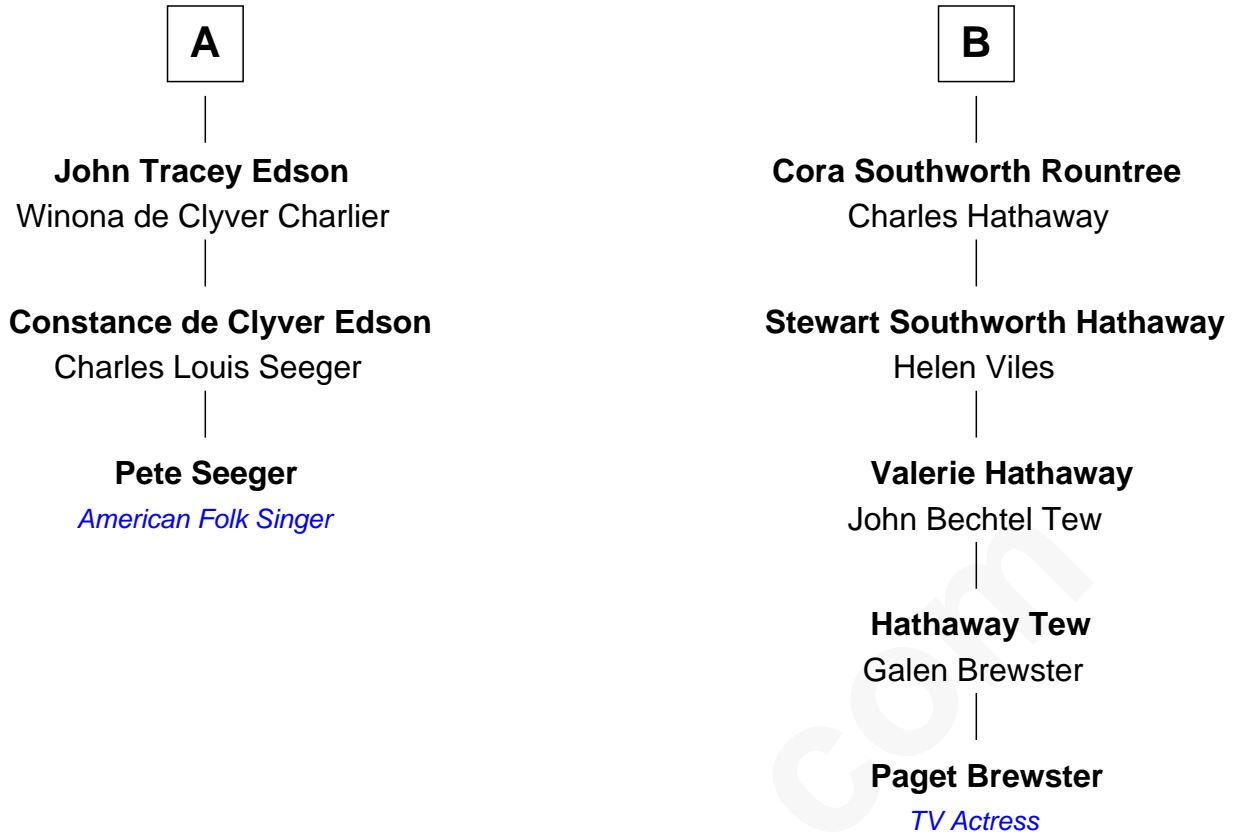 A
John Tracey Edson
Winona de Clyver Charlier
Constance de Clyver Edson
Charles Louis Seeger
Pete Seeger
American Folk Singer
B
Cora Southworth Rountree
Charles Hathaway
Stewart Southworth Hathaway
Helen Viles
Valerie Hathaway
John Bechtel Tew
Hathaway Tew
Galen Brewster
Paget Brewster
TV Actress
com